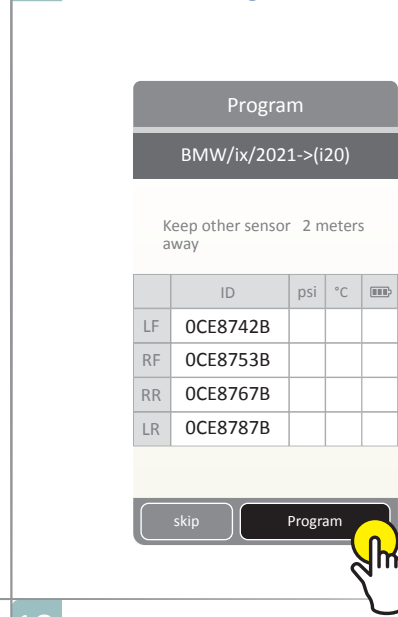 Program
BMW/ix/2021->(i20)
Keep other sensor 2 meters
away
ID psi °C
LF 0CE8742B
RF 0CE8753B
RR 0CE8767B
LR 0CE8787B
skip Program